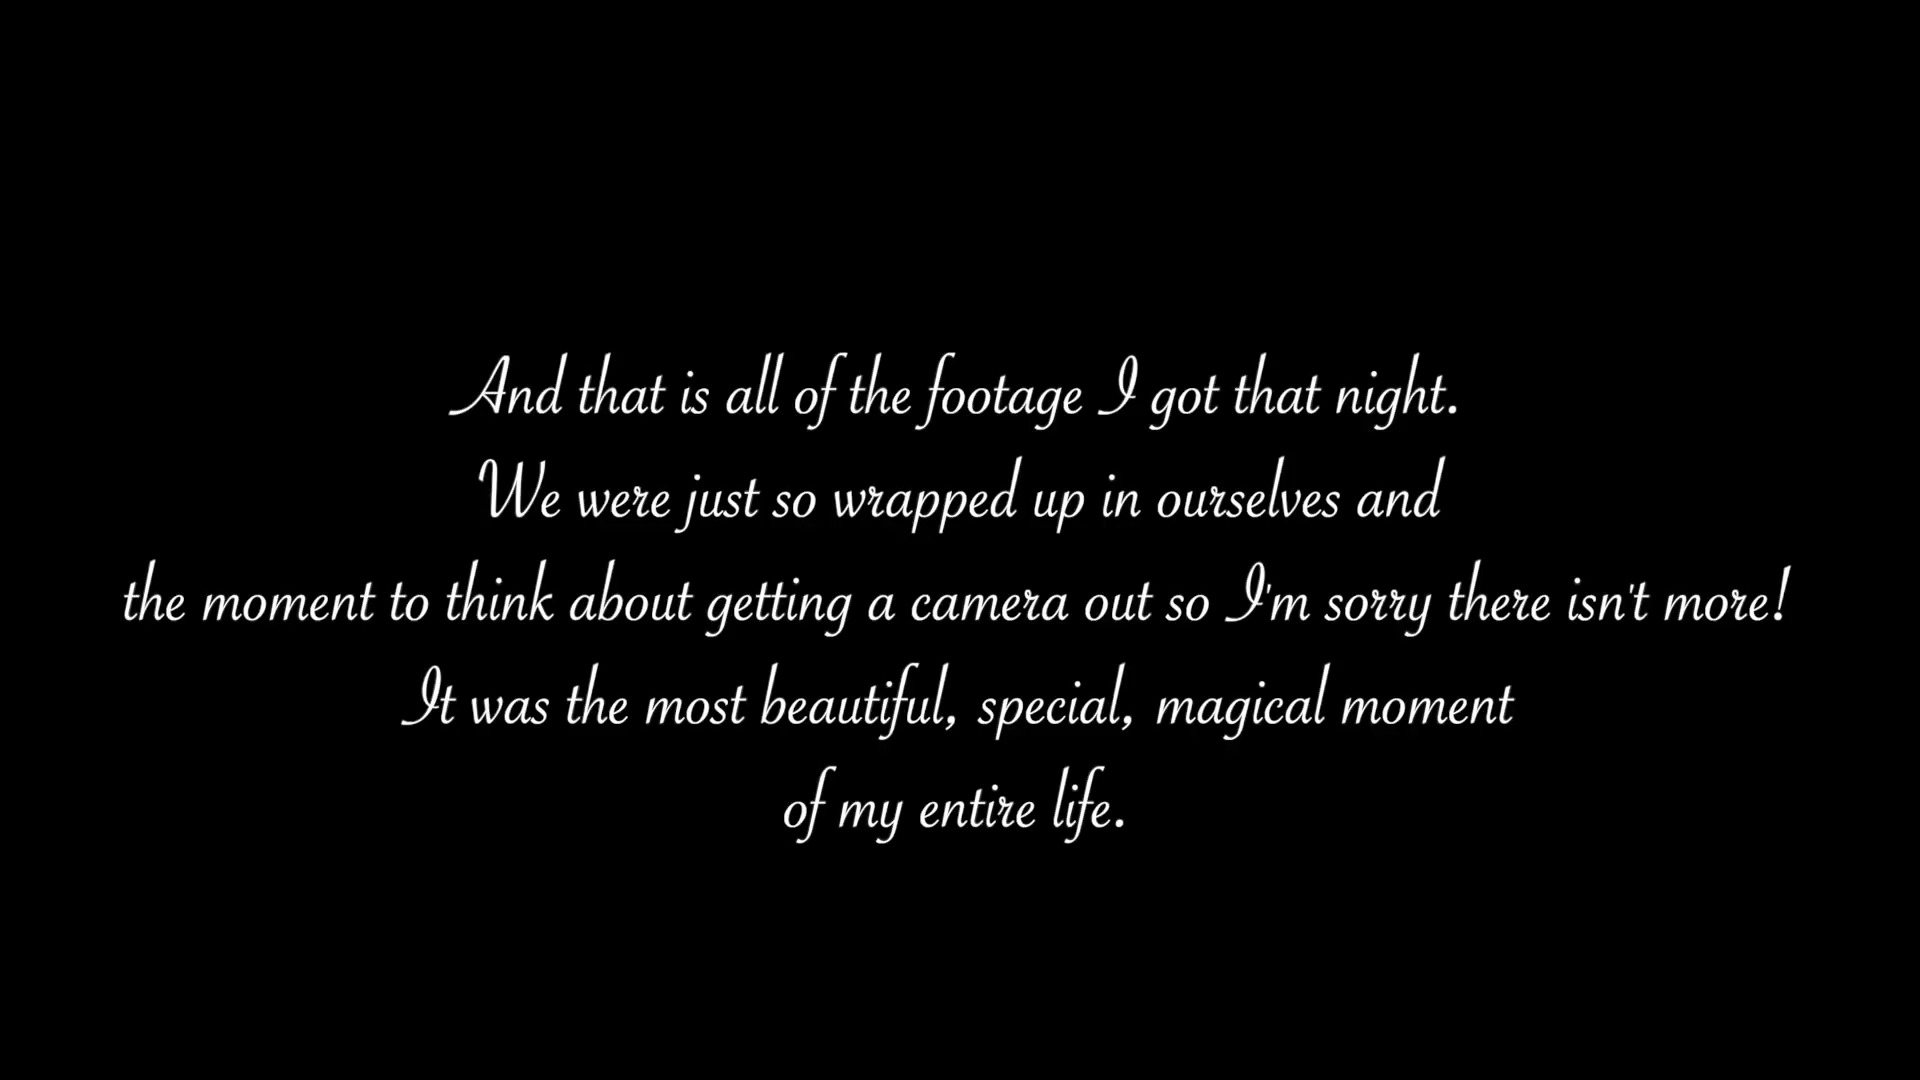 And that is all of the footage I got that night.
We were just so wrapped up in ourselves and
the moment to think about getting a camera out so I'm sorry there isn't more!
It was the most beautiful, special, magical moment
of my entire life.